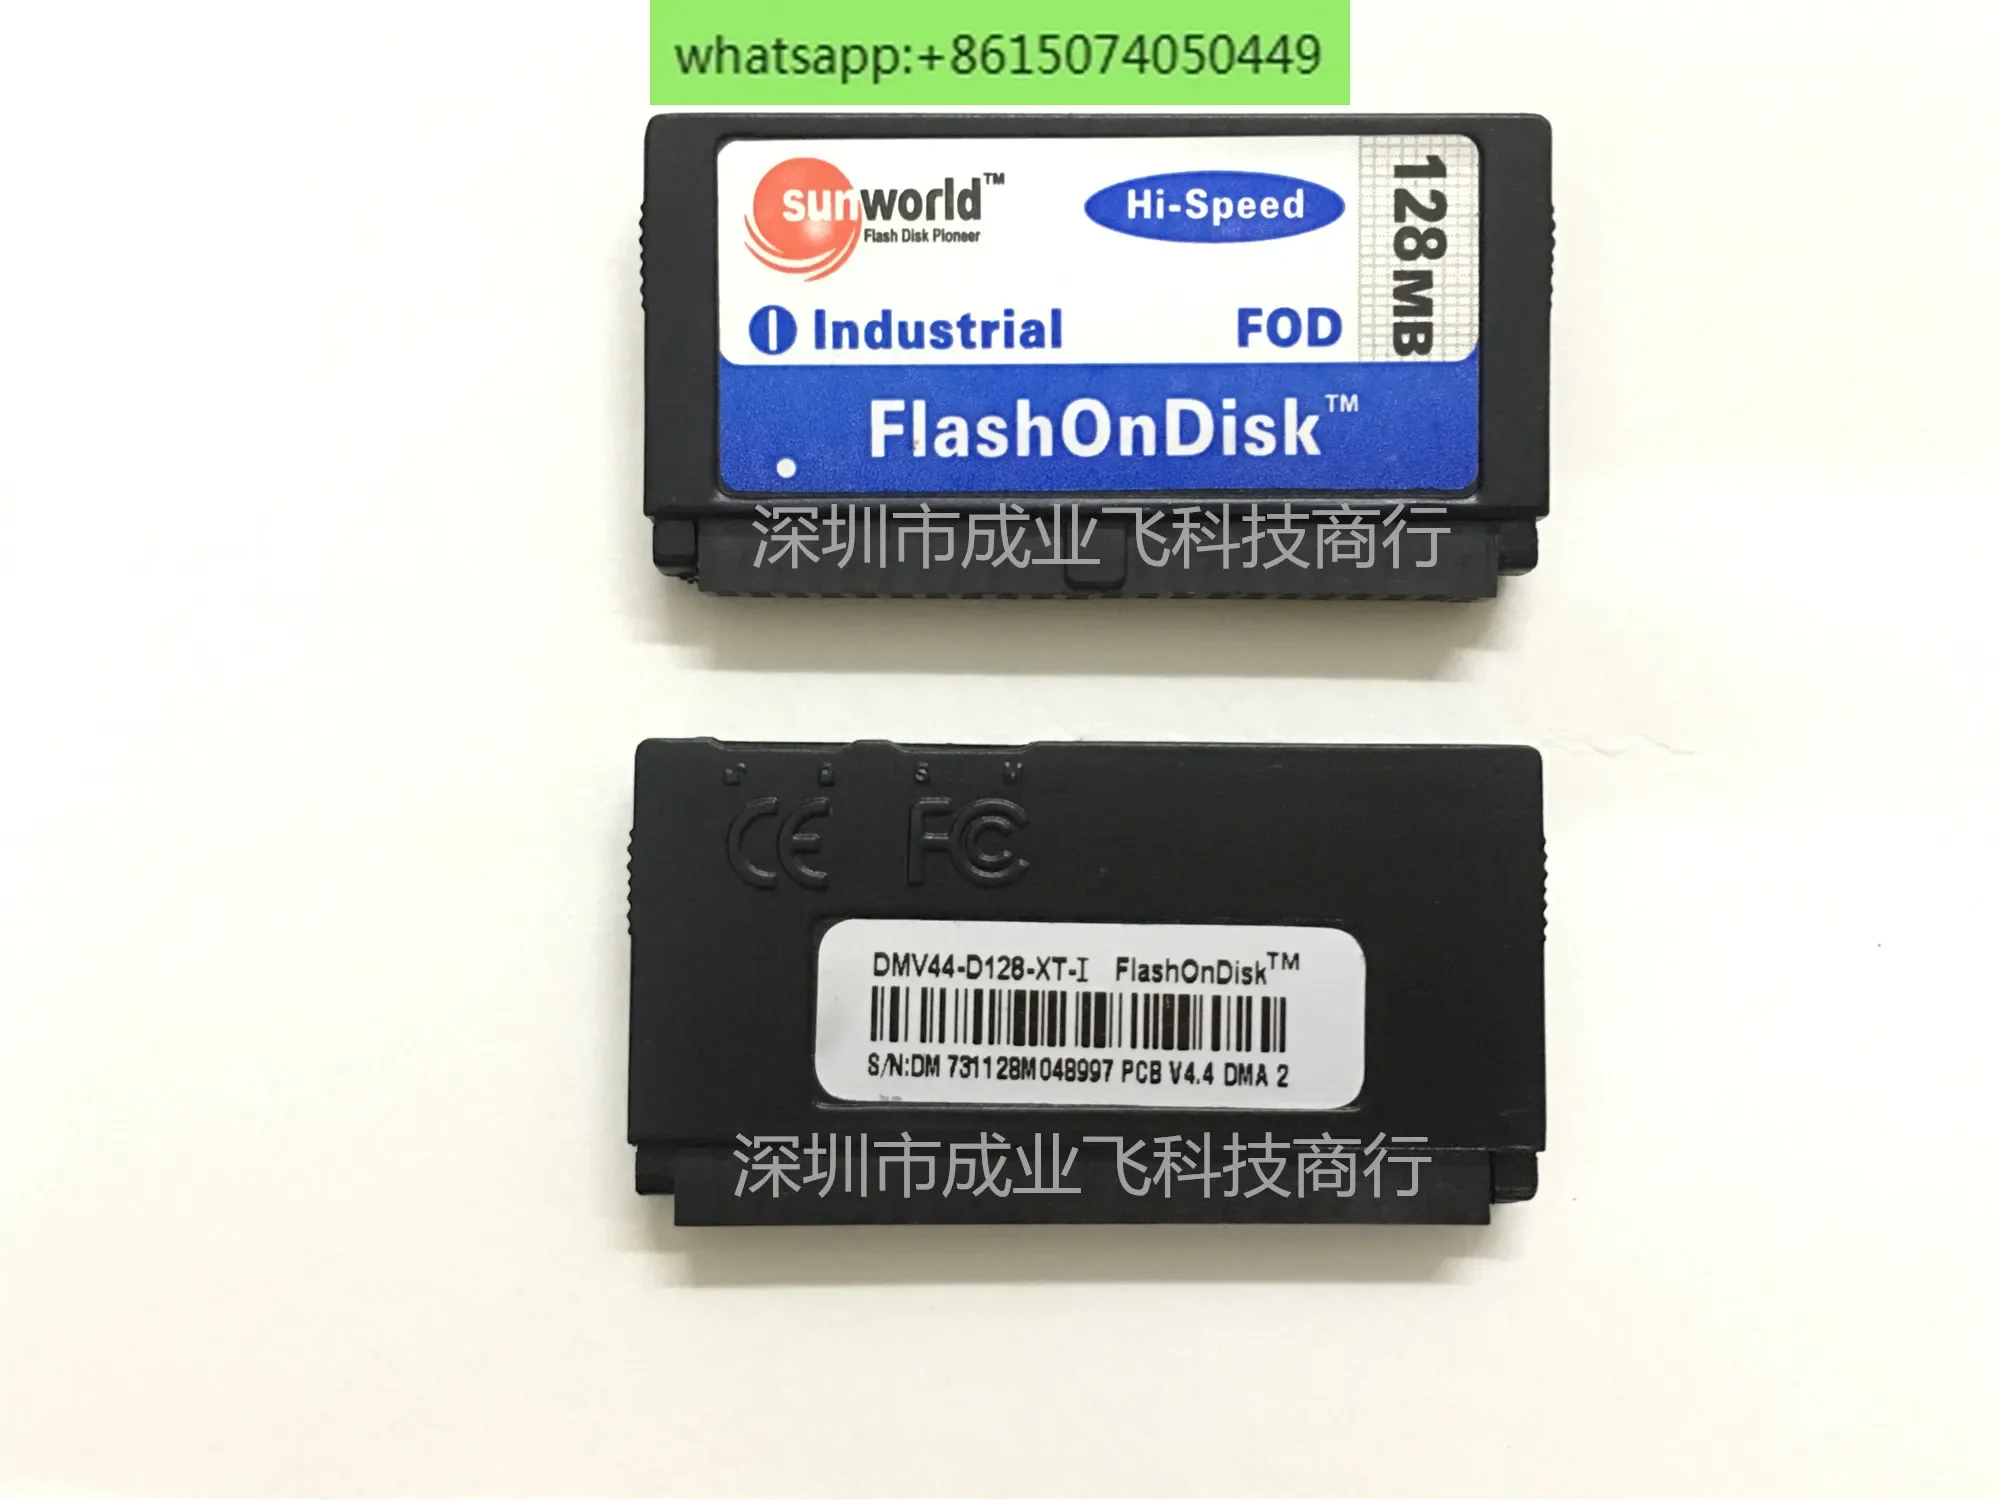 whatsapp:+8615074050449
sunworld™
Flash Disk Pioneer
Hi-Speed
128MB
Industrial
FOD
FlashOnDisk™
深圳市成业飞科技商行
S M
CE FC
DMV44-D128-XT-I FlashOnDisk™
S/N:DM 731128M048997 PCB V4.4 DMA 2
深圳市成业飞科技商行